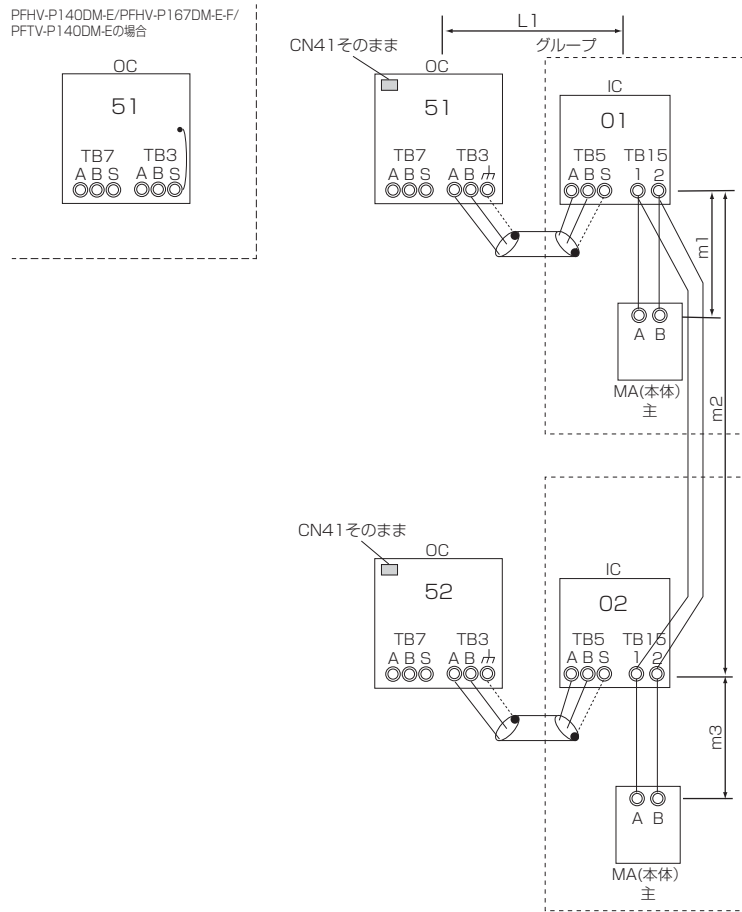 PFHV-P140DM-E/PFHV-P167DM-E-F/
PFTV-P140DM-Eの場合
OC
51
TB7 TB3
A B S A B S
L1
グループ
CN41そのまま
OC
51
TB7 TB3
A B S A B
IC
01
TB5 TB15
A B S 1 2
m1
A B
MA(本体)
主
m2
CN41そのまま
OC
52
TB7 TB3
A B S A B
IC
02
TB5 TB15
A B S 1 2
m3
A B
MA(本体)
主